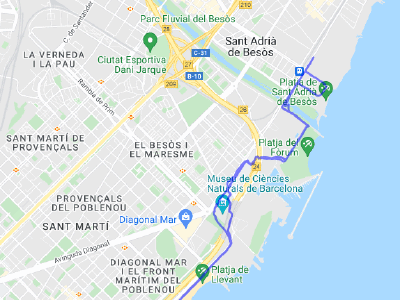 Parc Fluvial del Besòs
C. de Santander
LA VERNEDA
I LA PAU
Ciutat Esportiva
Dani Jarque
C-31
B-10
209
Sant Adrià
de Besòs
Rambla de Prim
Platja de
Sant Adrià
de Besòs
SANT MARTÍ DE
PROVENÇALS
EL BESÒS I
EL MARESME
Platja del
Fòrum
24
Museu de Ciències
Naturals de Barcelona
PROVENÇALS
DEL POBLENOU
Diagonal Mar
SANT MARTÍ
Avinguda Diagonal
DIAGONAL MAR
I EL FRONT
MARÍTIM DEL
POBLENOU
Platja de
Llevant